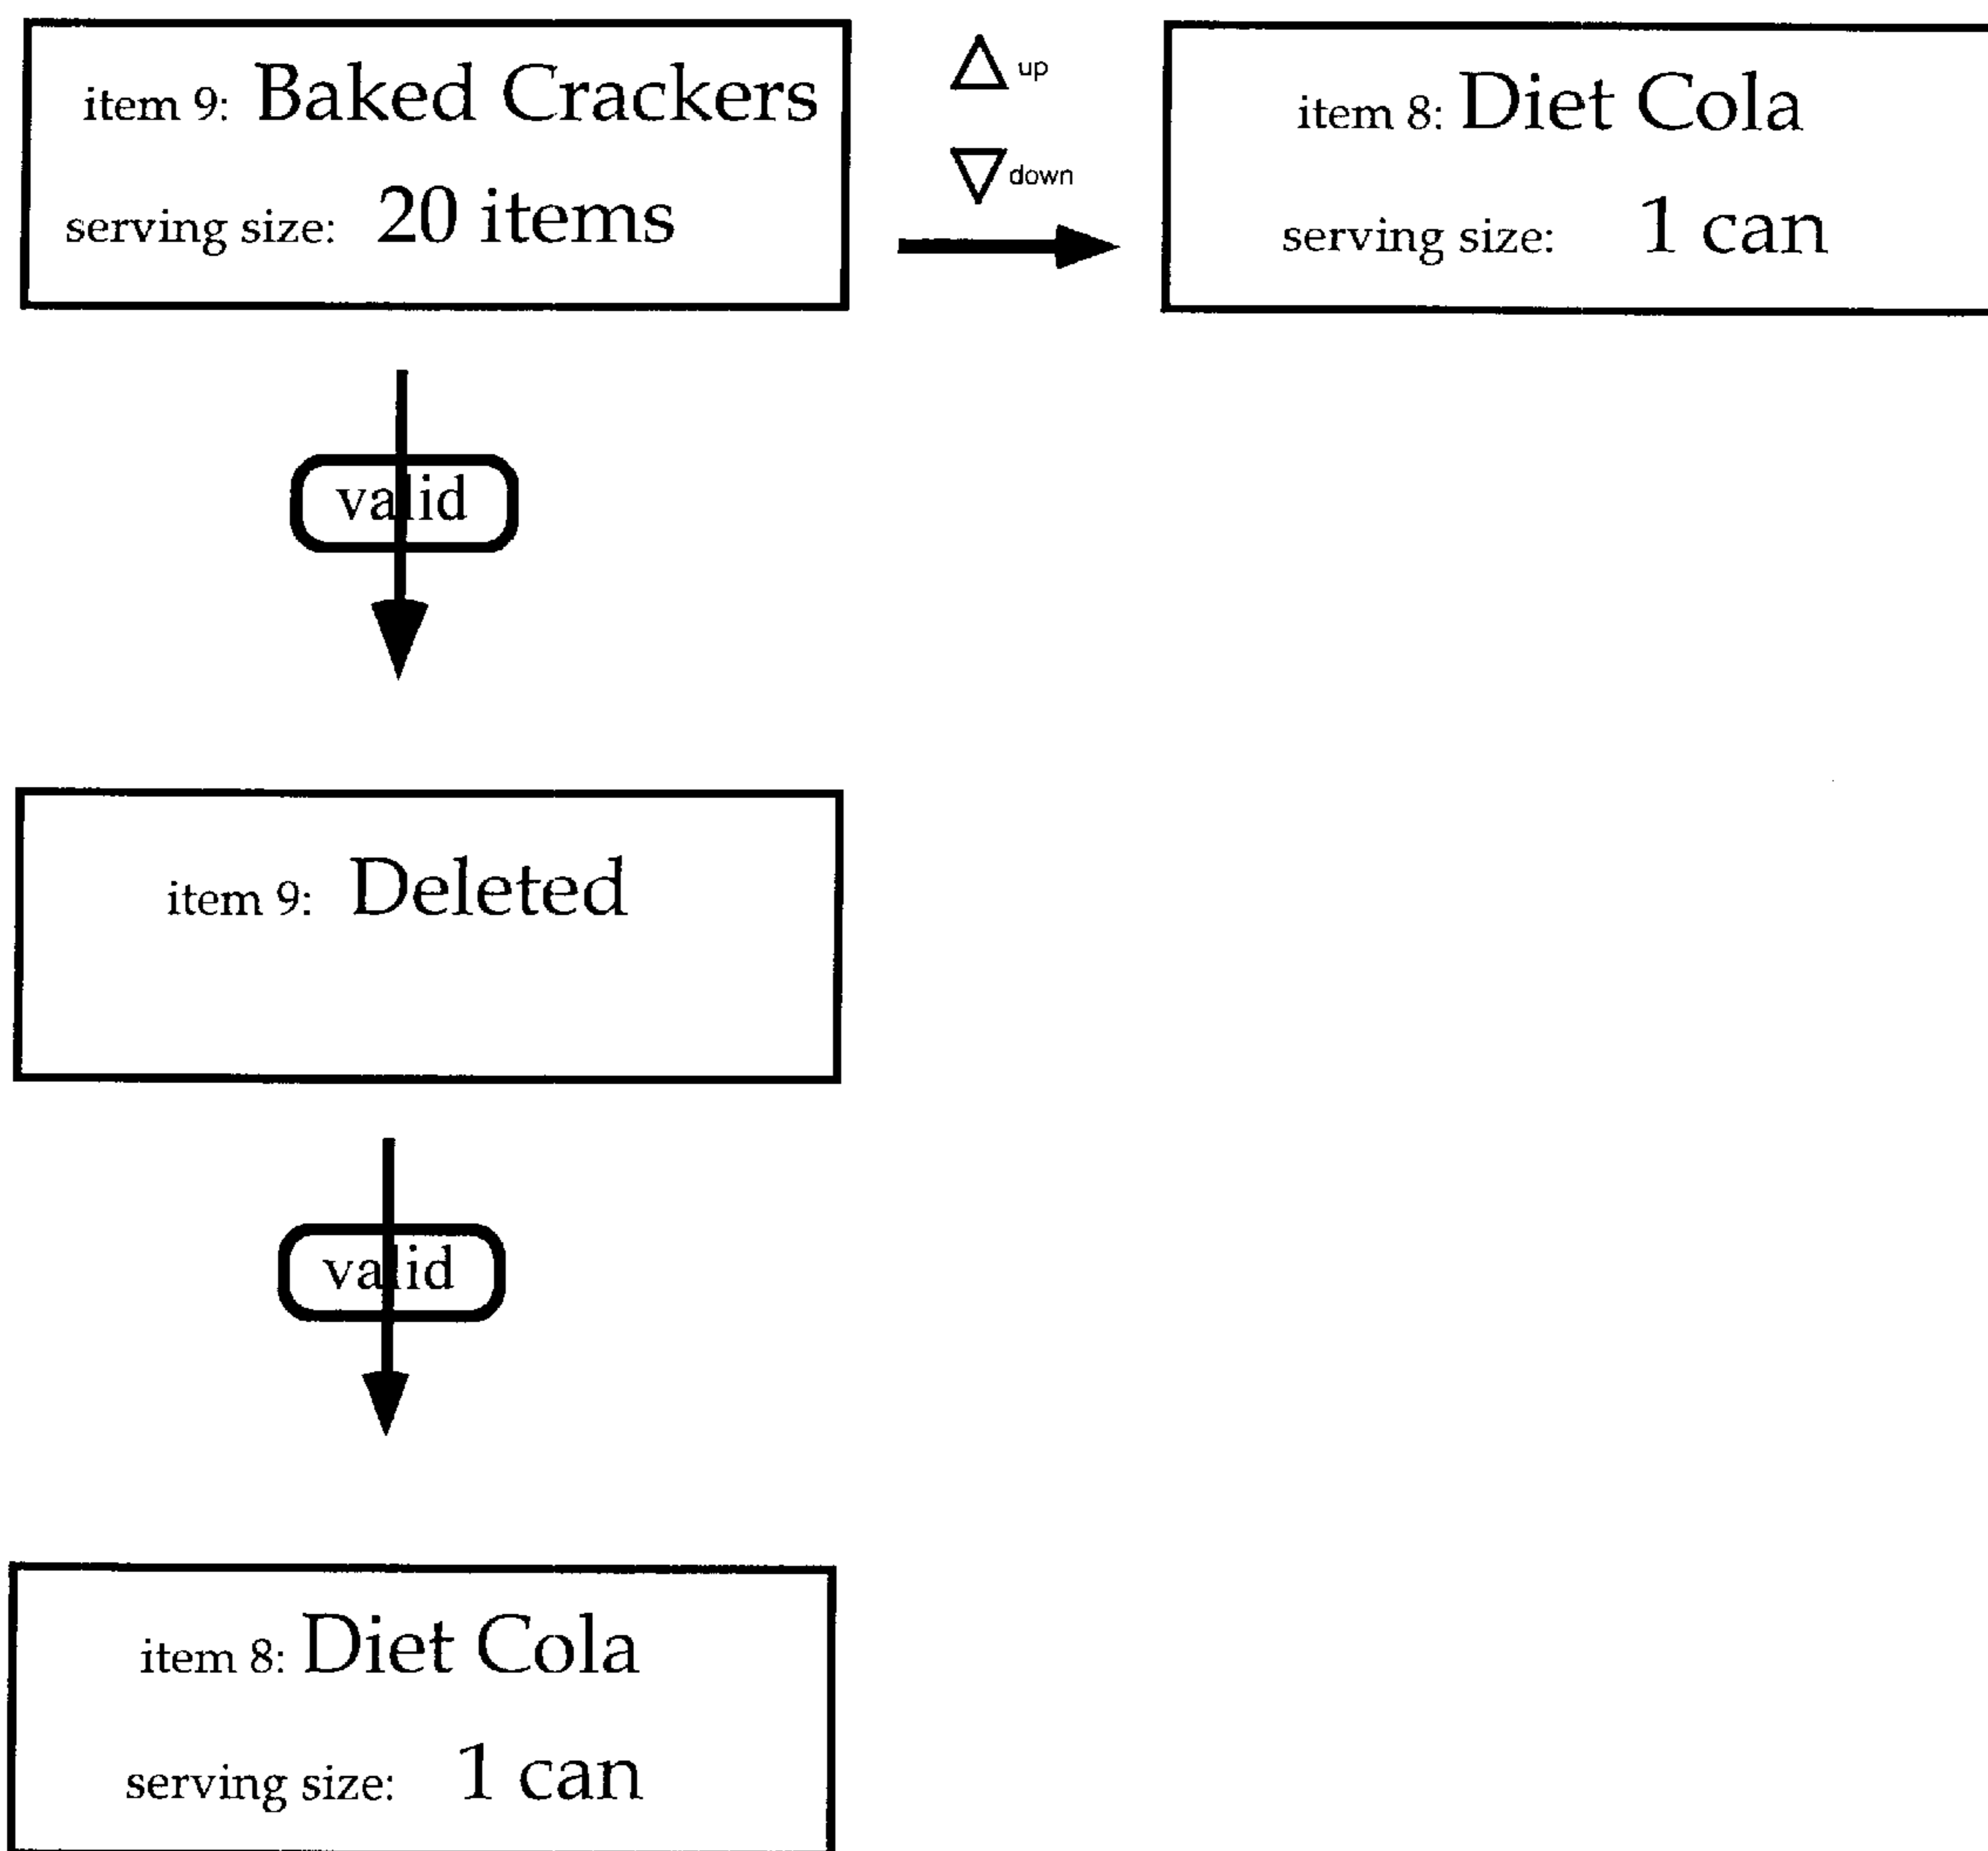 item 9: Baked Crackers
serving size: 20 items
up
down
item 8: Diet Cola
serving size: 1 can
valid
item 9: Deleted
valid
item 8: Diet Cola
serving size: 1 can